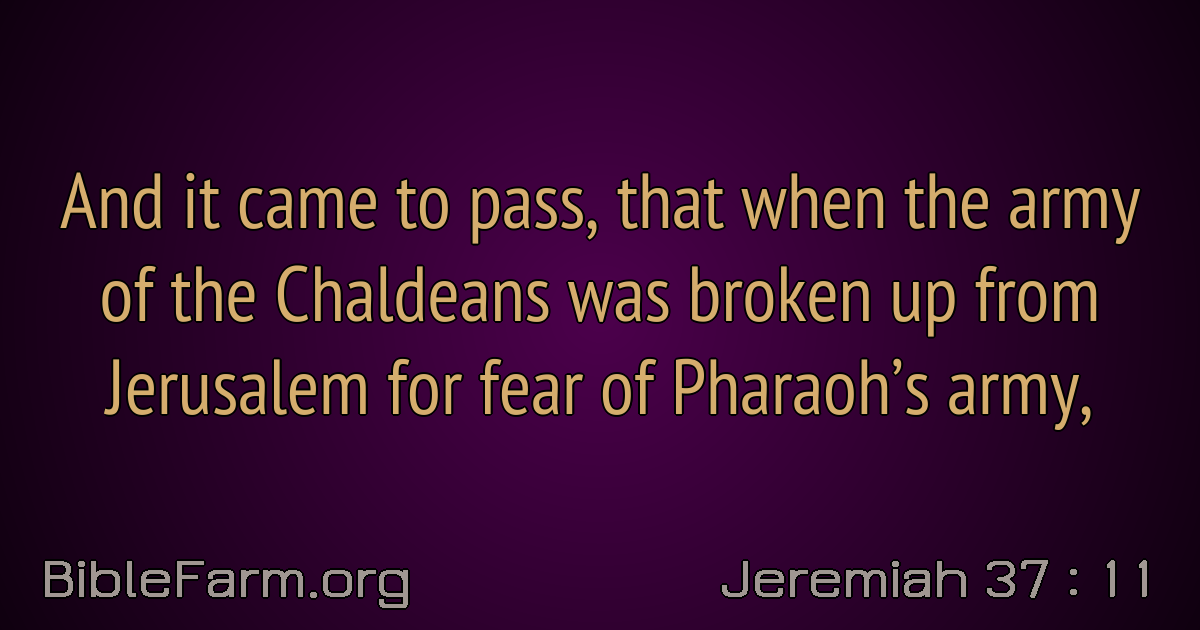 And it came to pass, that when the army
of the Chaldeans was broken up from
Jerusalem for fear of Pharaoh’s army,
BibleFarm.org
Jeremiah 37 : 11